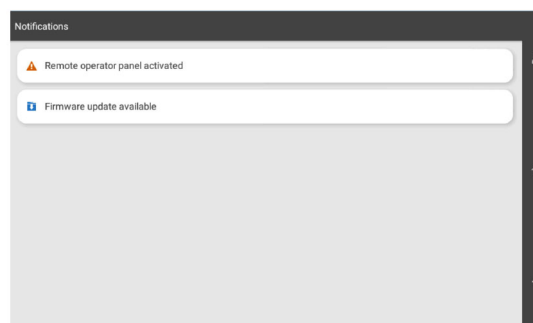 Notifications
Remote operator panel activated
Firmware update available